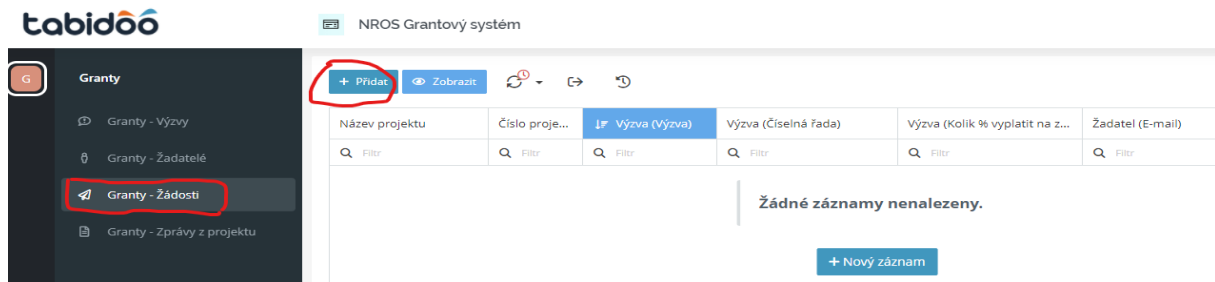 tabidoo
NROS Grantový systém
G
Granty
Granty - Výzvy
Granty - Žadatelé
Granty - Žádosti
Granty - Zprávy z projektu
+ Přidat
Zobrazit
Název projektu
Číslo proje...
Výzva (Výzva)
Výzva (Číselná řada)
Výzva (Kolik % vyplatit na z...
Žadatel (E-mail)
Filtr
Filtr
Filtr
Filtr
Filtr
Filtr
Žádné záznamy nenalezeny.
+ Nový záznam